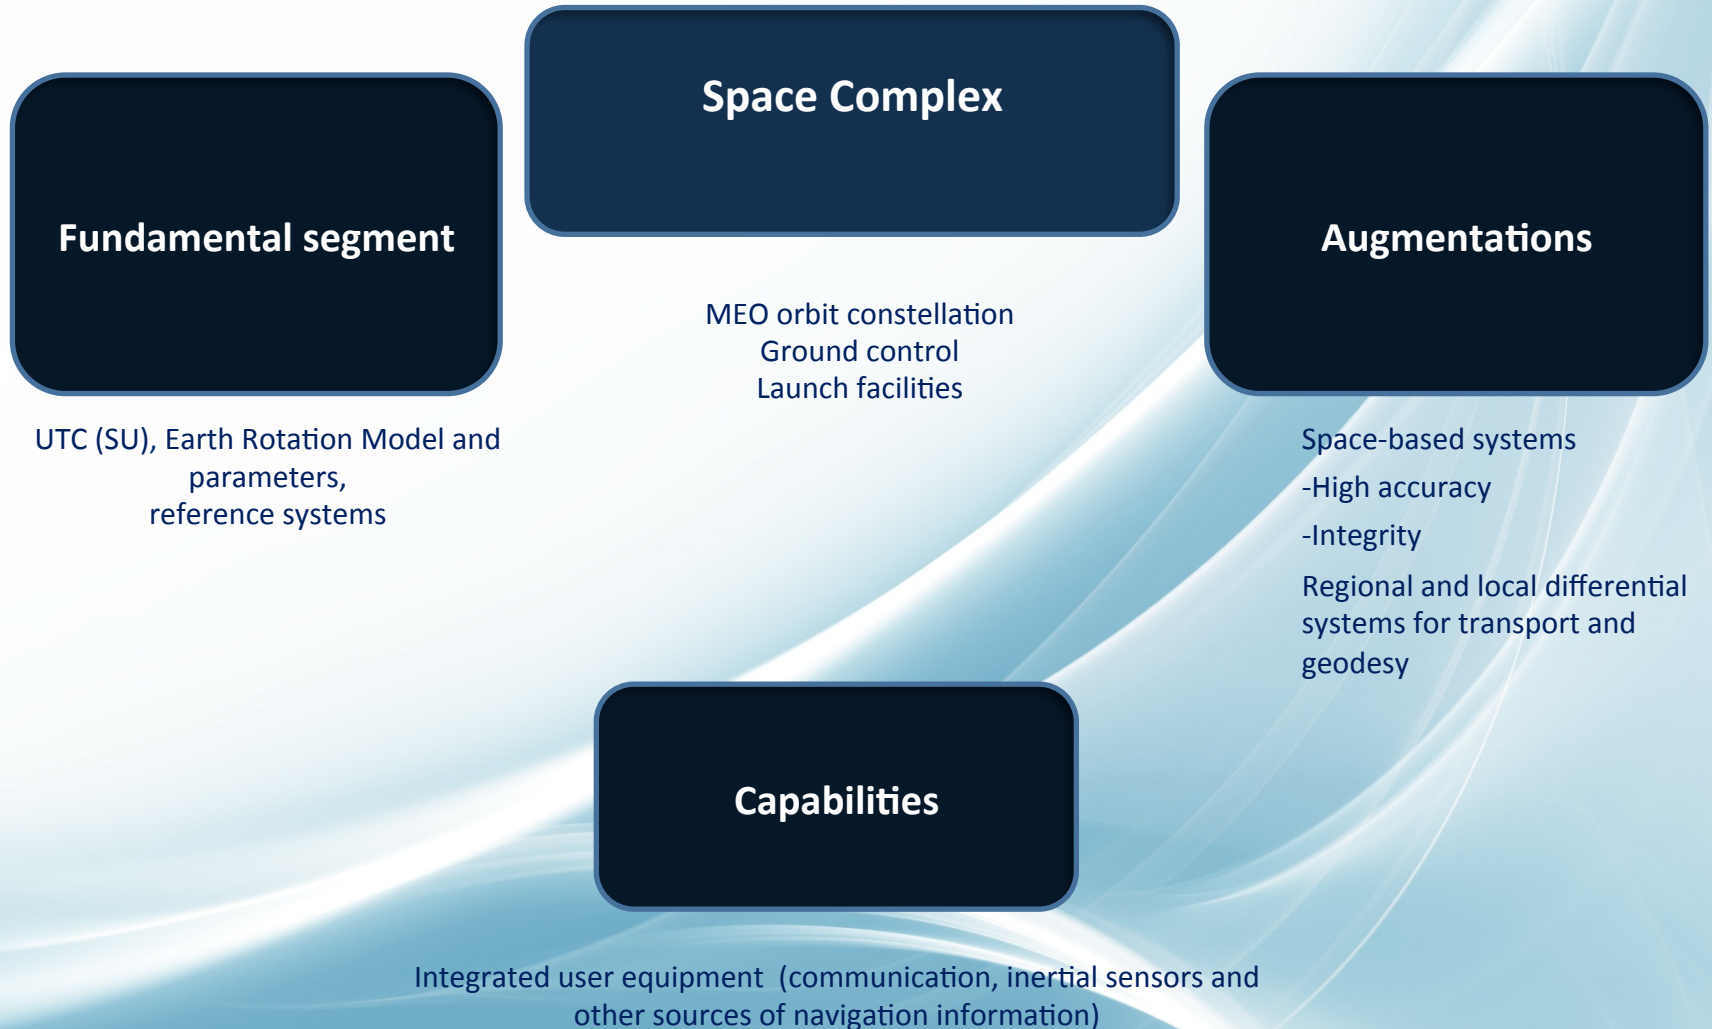 Space Complex
Fundamental segment
Augmentations
MEO orbit constellation
Ground control
Launch facilities
UTC (SU), Earth Rotation Model and
parameters,
reference systems
Space-based systems
-High accuracy
-Integrity
Regional and local differential
systems for transport and
geodesy
Capabilities
Integrated user equipment (communication, inertial sensors and
other sources of navigation information)